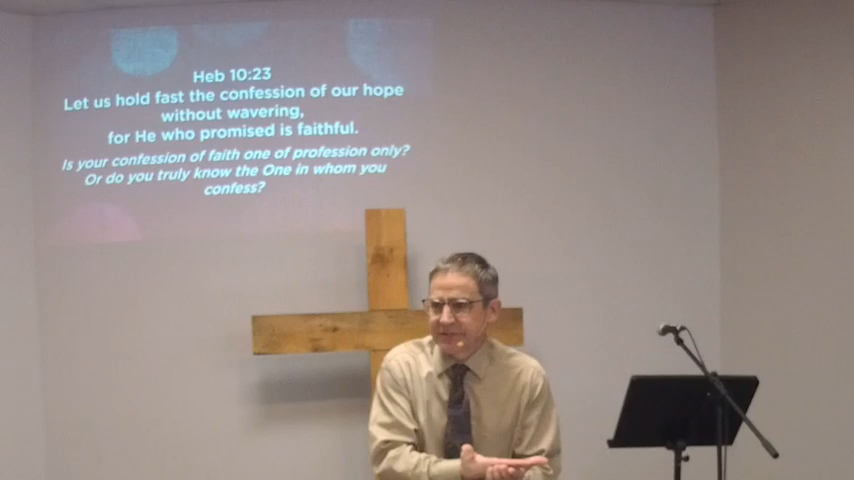 Heb 10:23
Let us hold fast the confession of our hope
without wavering,
for He who promised is faithful.
Is your confession of faith one of profession only?
Or do you truly know the One in whom you
confess?